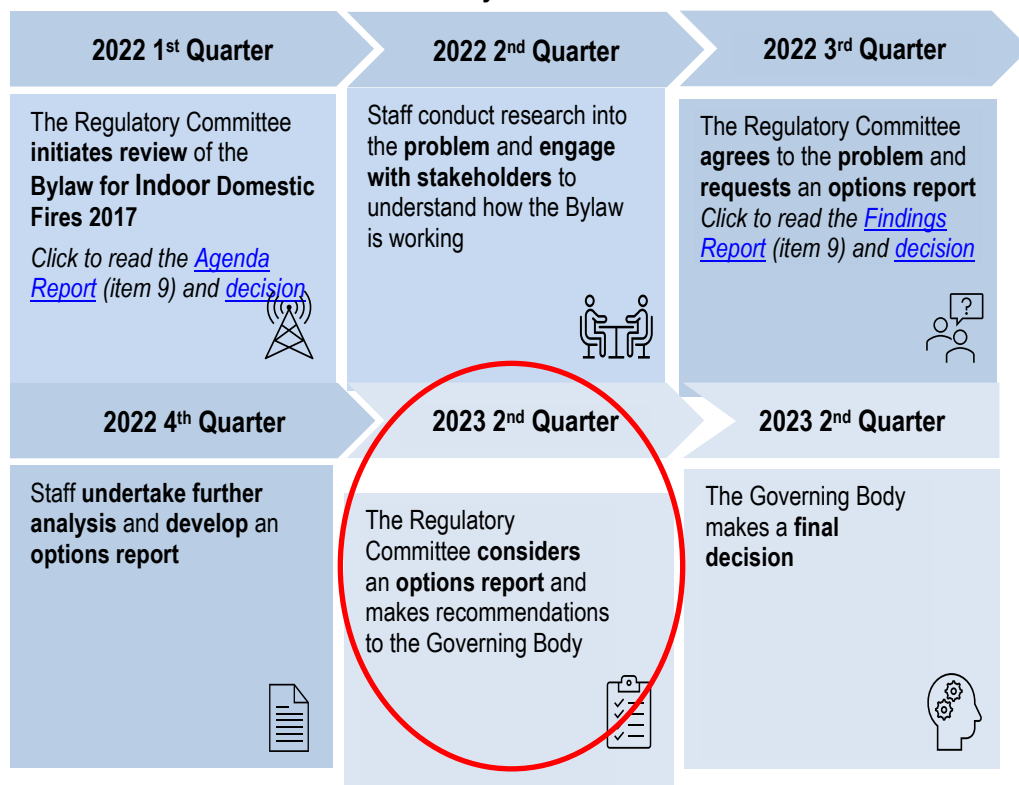 2022 1st Quarter
The Regulatory Committee
initiates review of the
Bylaw for Indoor Domestic
Fires 2017
Click to read the Agenda
Report (item 9) and decision
2022 2nd Quarter
Staff conduct research into
the problem and engage
with stakeholders to
understand how the Bylaw
is working
2022 3rd Quarter
The Regulatory Committee
agrees to the problem and
requests an options report
Click to read the Findings
Report (item 9) and decision
?
2022 4th Quarter
Staff undertake further
analysis and develop an
options report
2023 2nd Quarter
The Regulatory
Committee considers
an options report and
makes recommendations
to the Governing Body
2023 2nd Quarter
The Governing Body
makes a final
decision